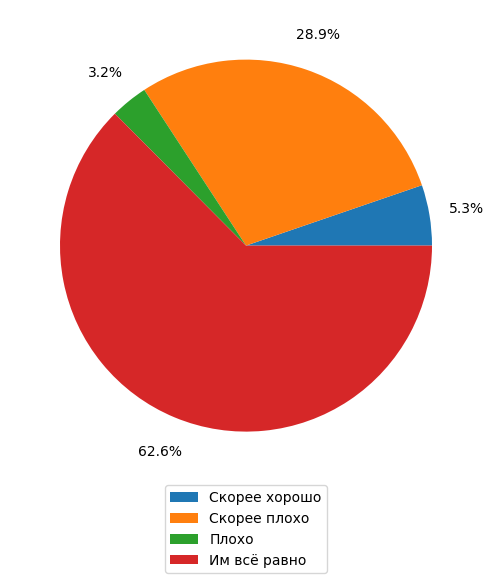 28.9%
3.2%
5.3%
62.6%
Скорее хорошо
Скорее плохо
Плохо
Им всё равно